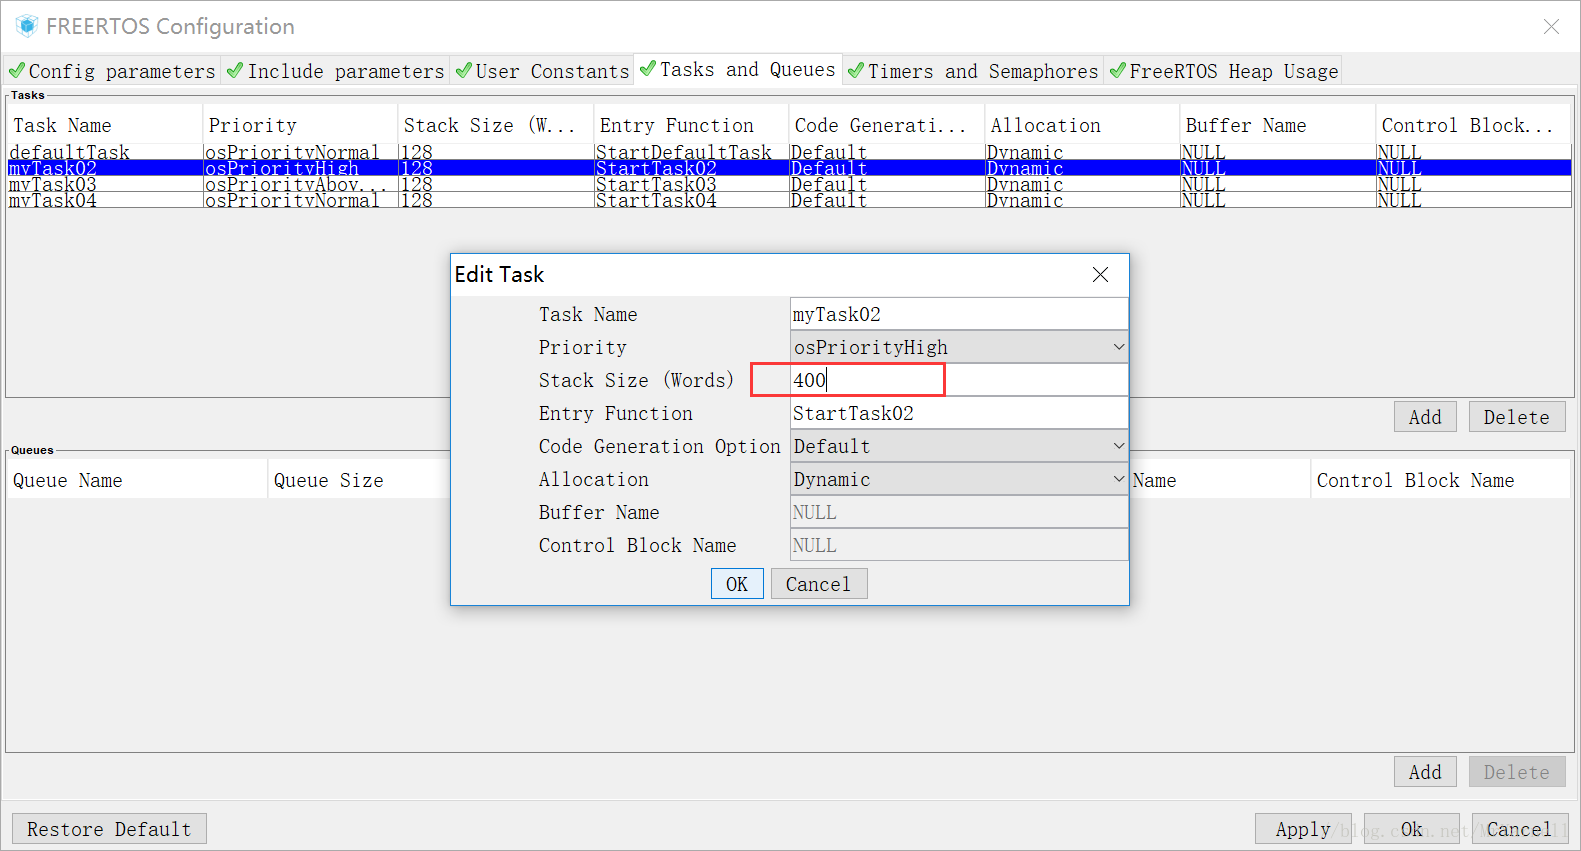 FREERTOS Configuration
Config parameters Include parameters User Constants Tasks and Queues Timers and Semaphores FreeRTOS Heap Usage
Tasks
Task Name Priority Stack Size (W... Entry Function Code Generati... Allocation Buffer Name Control Block...
defaultTask osPriorityNormal 128 StartDefaultTask Default Dynamic NULL NULL
myTask02 osPriorityHigh 128 StartTask02 Default Dynamic NULL NULL
myTask03 osPriorityAbov... 128 StartTask03 Default Dynamic NULL NULL
myTask04 osPriorityNormal 128 StartTask04 Default Dynamic NULL NULL
Edit Task
Task Name myTask02
Priority osPriorityHigh
Stack Size (Words) 400
Entry Function StartTask02
Code Generation Option Default
Allocation Dynamic
Buffer Name NULL
Control Block Name NULL
OK Cancel
Add Delete
Queues
Queue Name Queue Size Name Control Block Name
Add Delete
Restore Default Apply Ok Cancel